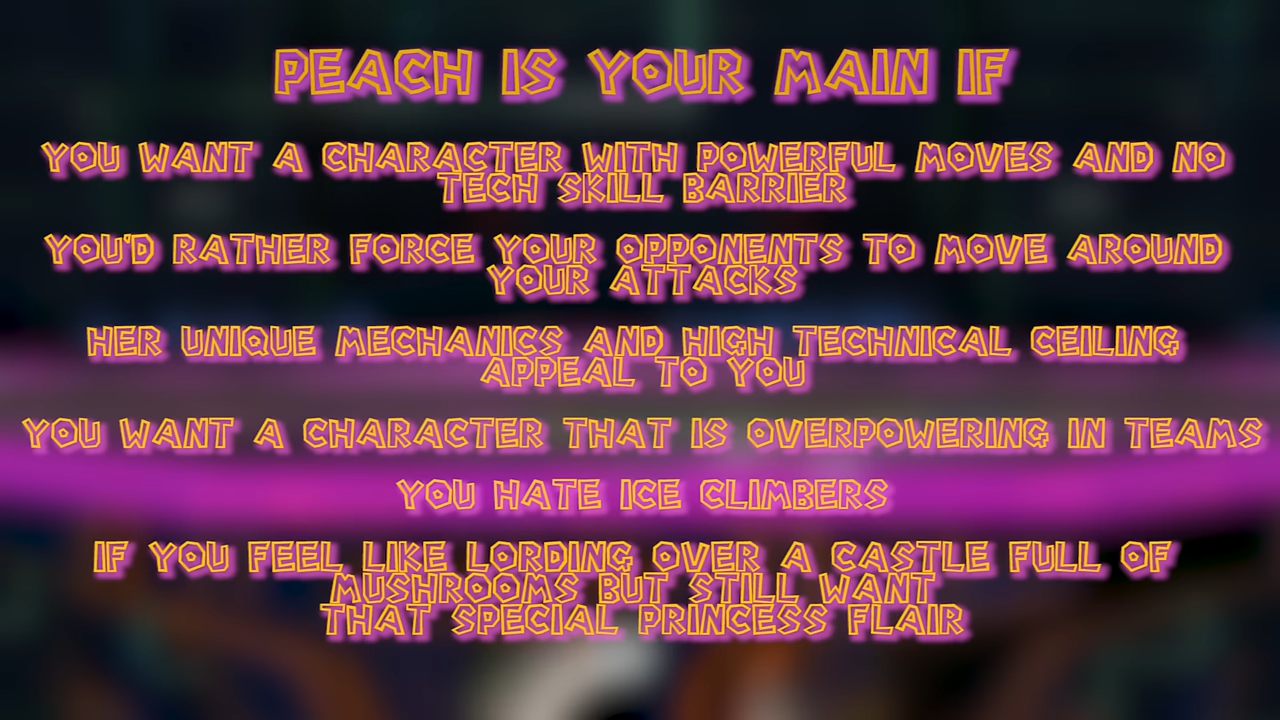 PEACH IS YOUR MAIN IF
YOU WANT A CHARACTER WITH POWERFUL MOVES AND NO
TECH SKILL BARRIER
YOU'D RATHER FORCE YOUR OPPONENTS TO MOVE AROUND
YOUR ATTACKS
HER UNIQUE MECHANICS AND HIGH TECHNICAL CEILING
APPEAL TO YOU
YOU WANT A CHARACTER THAT IS OVERPOWERING IN TEAMS
YOU HATE ICE CLIMBERS
IF YOU FEEL LIKE LORDING OVER A CASTLE FULL OF
MUSHROOMS BUT STILL WANT
THAT SPECIAL PRINCESS FLAIR